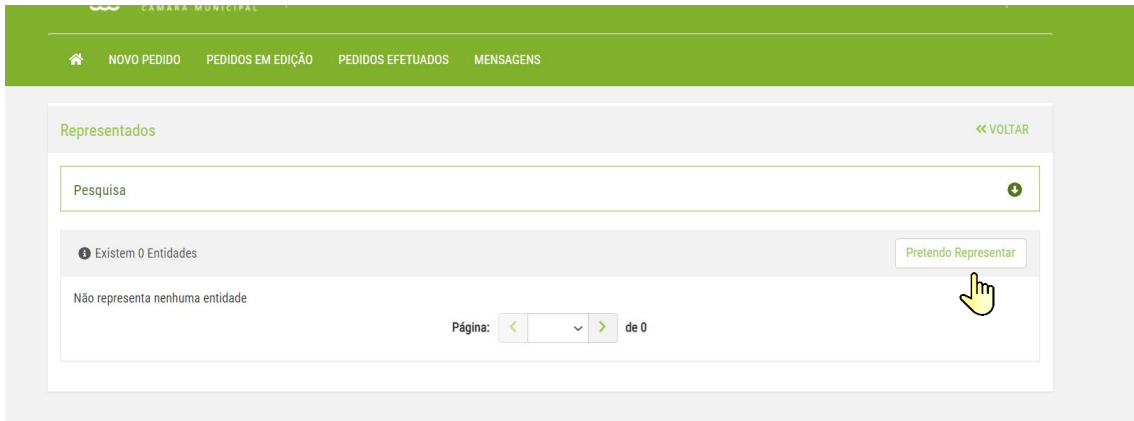 CÂMARA MUNICIPAL
NOVO PEDIDO PEDIDOS EM EDIÇÃO PEDIDOS EFETUADOS MENSAGENS
Representados VOLTAR
Pesquisa
Existem 0 Entidades Pretendo Representar
Não representa nenhuma entidade
Página: de 0